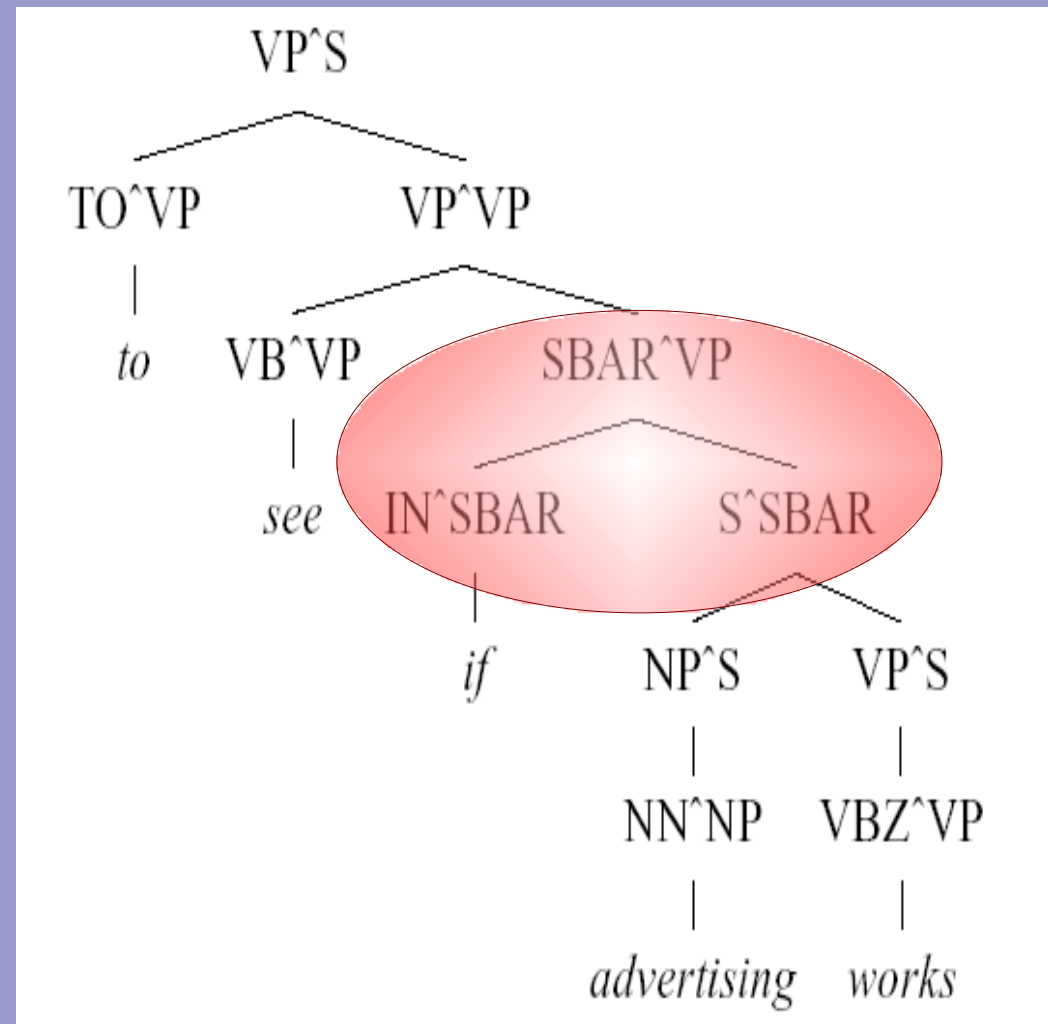 VP^S
TO^VP VP^VP
to VB^VP SBAR^VP
see IN^SBAR S^SBAR
if NP^S VP^S
NN^NP VBZ^VP
advertising works